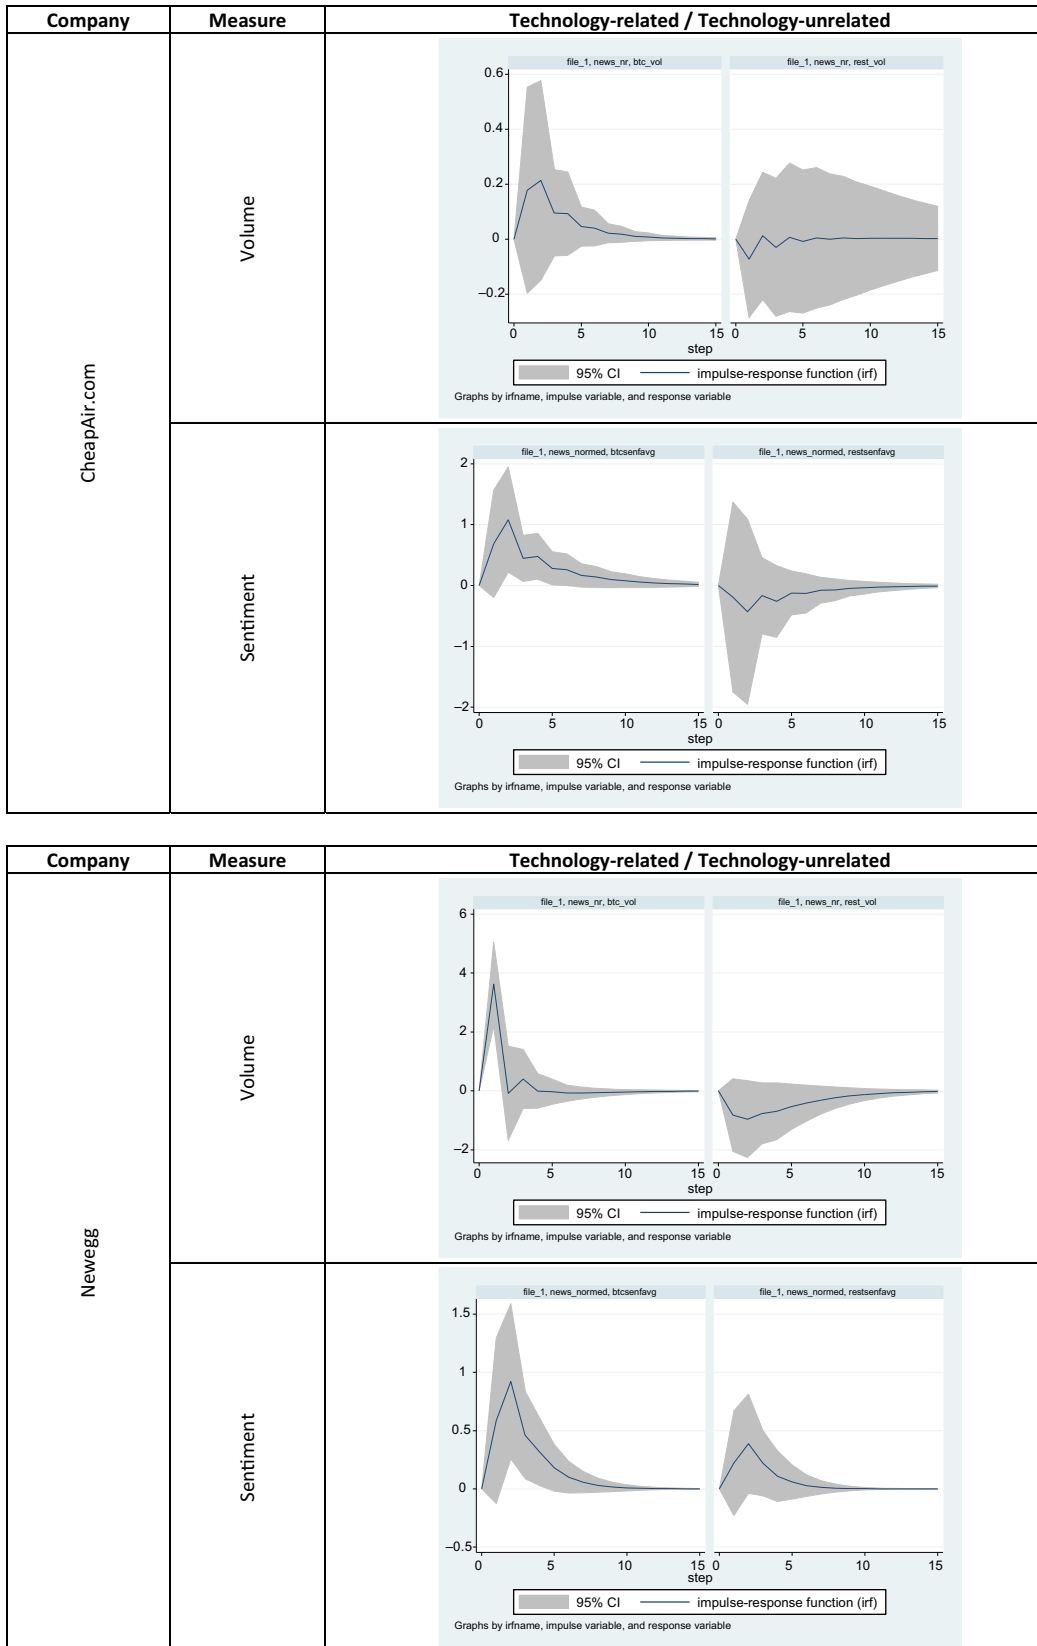 Company Measure Technology-related / Technology-unrelated
CheapAir.com
Volume
file_1, news_nr, btc_vol file_1, news_nr, rest_vol
0.6
0.4
0.2
0
–0.2
0 5 10 15 0 5 10 15
step
95% CI impulse-response function (irf)
Graphs by irfname, impulse variable, and response variable
Sentiment
file_1, news_normed, btcsenfavg file_1, news_normed, restsenfavg
2
1
0
–1
–2
0 5 10 15 0 5 10 15
step
95% CI impulse-response function (irf)
Graphs by irfname, impulse variable, and response variable
Company Measure Technology-related / Technology-unrelated
Newegg
Volume
file_1, news_nr, btc_vol file_1, news_nr, rest_vol
6
4
2
0
–2
0 5 10 15 0 5 10 15
step
95% CI impulse-response function (irf)
Graphs by irfname, impulse variable, and response variable
Sentiment
file_1, news_normed, btcsenfavg file_1, news_normed, restsenfavg
1.5
1
0.5
0
–0.5
0 5 10 15 0 5 10 15
step
95% CI impulse-response function (irf)
Graphs by irfname, impulse variable, and response variable